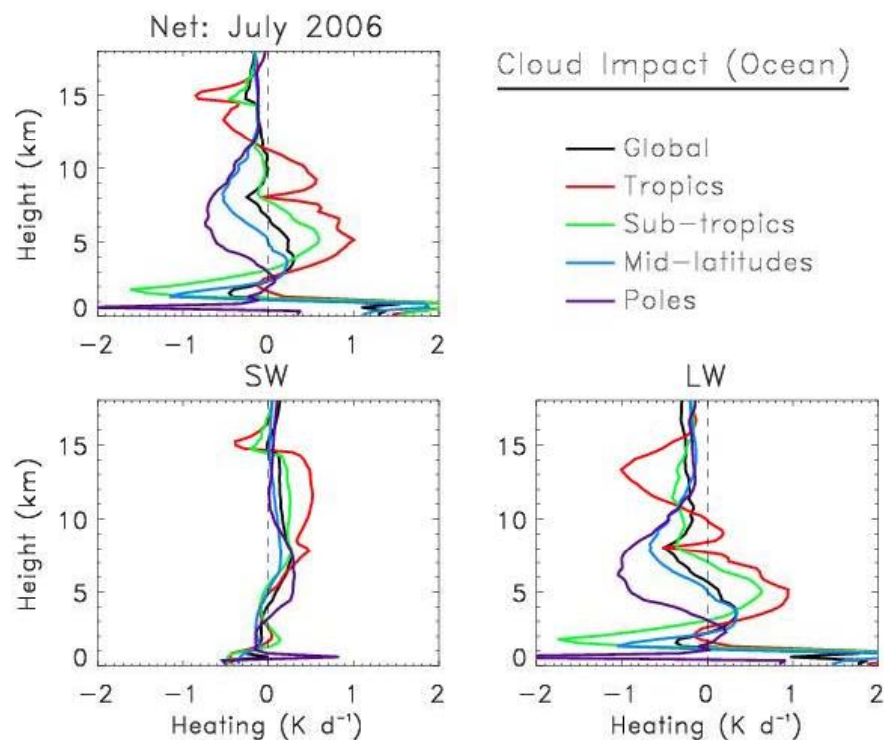 Net: July 2006
Cloud Impact (Ocean)
Global
Tropics
Sub-tropics
Mid-latitudes
Poles
Height (km)
15
10
5
0
-2 -1 0 1 2
SW
Height (km)
15
10
5
0
-2 -1 0 1 2
Heating (K d⁻¹)
LW
15
10
5
0
-2 -1 0 1 2
Heating (K d⁻¹)